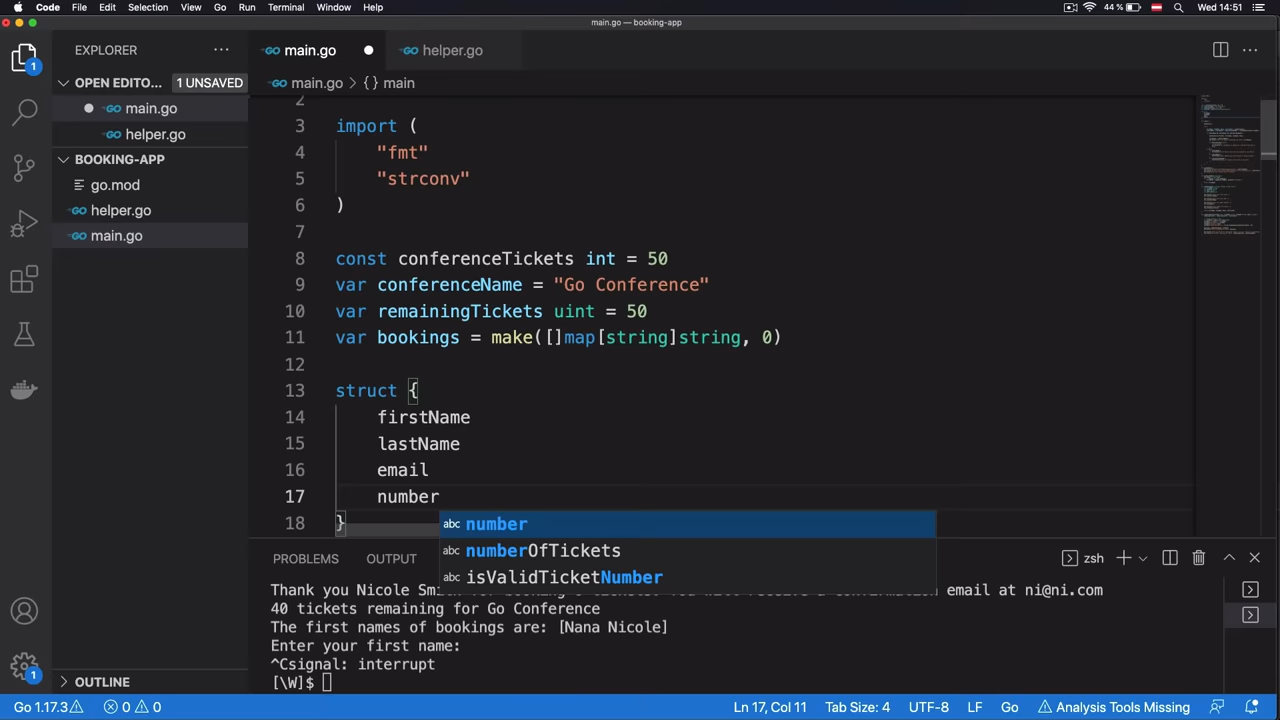 Code File Edit Selection View Go Run Terminal Window Help 44 % Wed 14:51
main.go — booking-app
EXPLORER
main.go
helper.go
OPEN EDITO... 1 UNSAVED
main.go
helper.go
BOOKING-APP
go.mod
helper.go
main.go
OUTLINE
main.go > {} main
2
3 import (
4 "fmt"
5 "strconv"
6 )
7
8 const conferenceTickets int = 50
9 var conferenceName = "Go Conference"
10 var remainingTickets uint = 50
11 var bookings = make([]map[string]string, 0)
12
13 struct {
14 firstName
15 lastName
16 email
17 number
18 }
abc number
abc numberOfTickets
abc isValidTicketNumber
PROBLEMS OUTPUT zsh
Thank you Nicole Smith email at ni@ni.com
40 tickets remaining for Go Conference
The first names of bookings are: [Nana Nicole]
Enter your first name:
^Csignal: interrupt
[\W]$
1
1
Go 1.17.3 0 0 Ln 17, Col 11 Tab Size: 4 UTF-8 LF Go Analysis Tools Missing